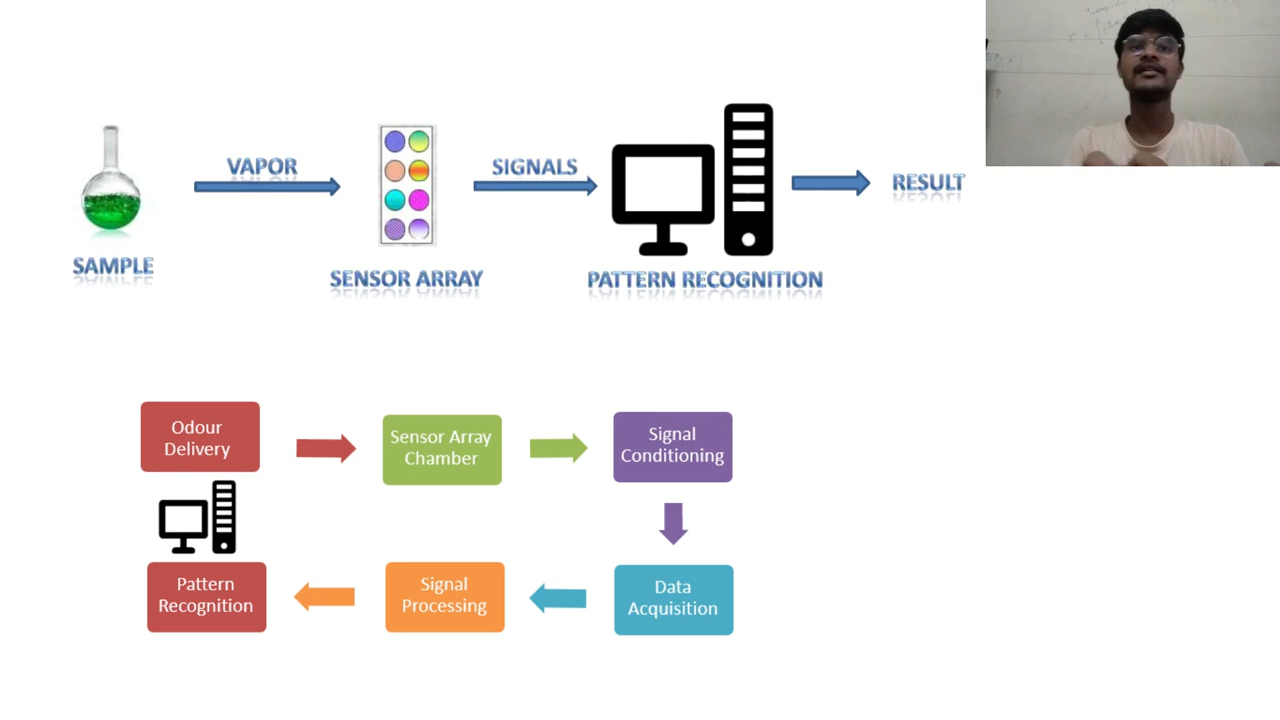 VAPOR
SIGNALS
RESULT
SAMPLE
SENSOR ARRAY
PATTERN RECOGNITION
Odour
Delivery
Sensor Array
Chamber
Signal
Conditioning
Pattern
Recognition
Signal
Processing
Data
Acquisition